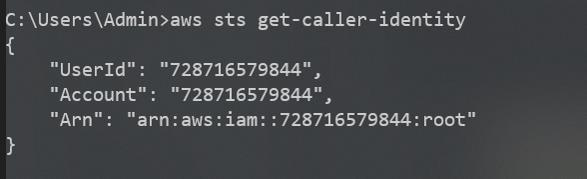 C:\Users\Admin>aws sts get-caller-identity
{
    "UserId": "728716579844",
    "Account": "728716579844",
    "Arn": "arn:aws:iam::728716579844:root"
}